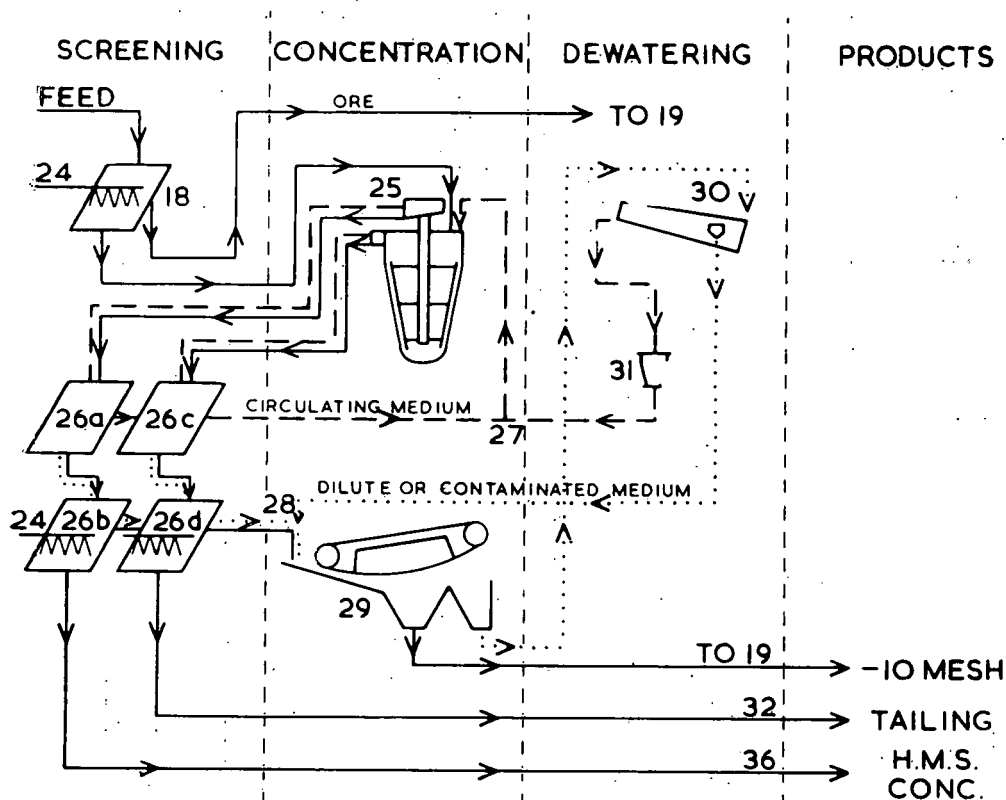 SCREENING
CONCENTRATION
DEWATERING
PRODUCTS
FEED
ORE
TO 19
24
18
25
30
31
26a
26c
CIRCULATING MEDIUM
27
DILUTE OR CONTAMINATED MEDIUM
28
24
26b
26d
29
TO 19
-10 MESH
32
TAILING
36
H.M.S.
CONC.